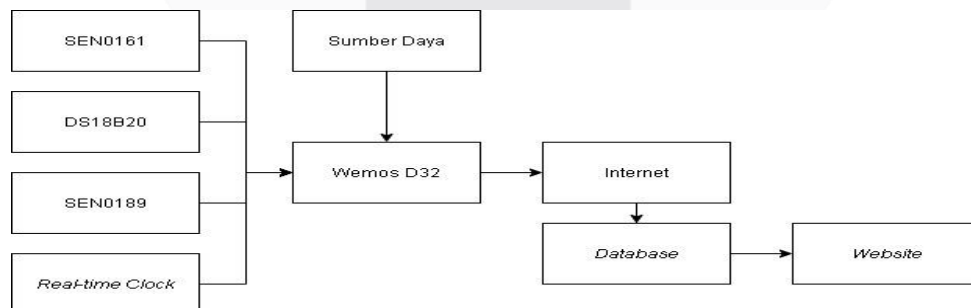 SEN0161
Sumber Daya
DS18B20
Wemos D32
Internet
SEN0189
Database
Website
Real-time Clock